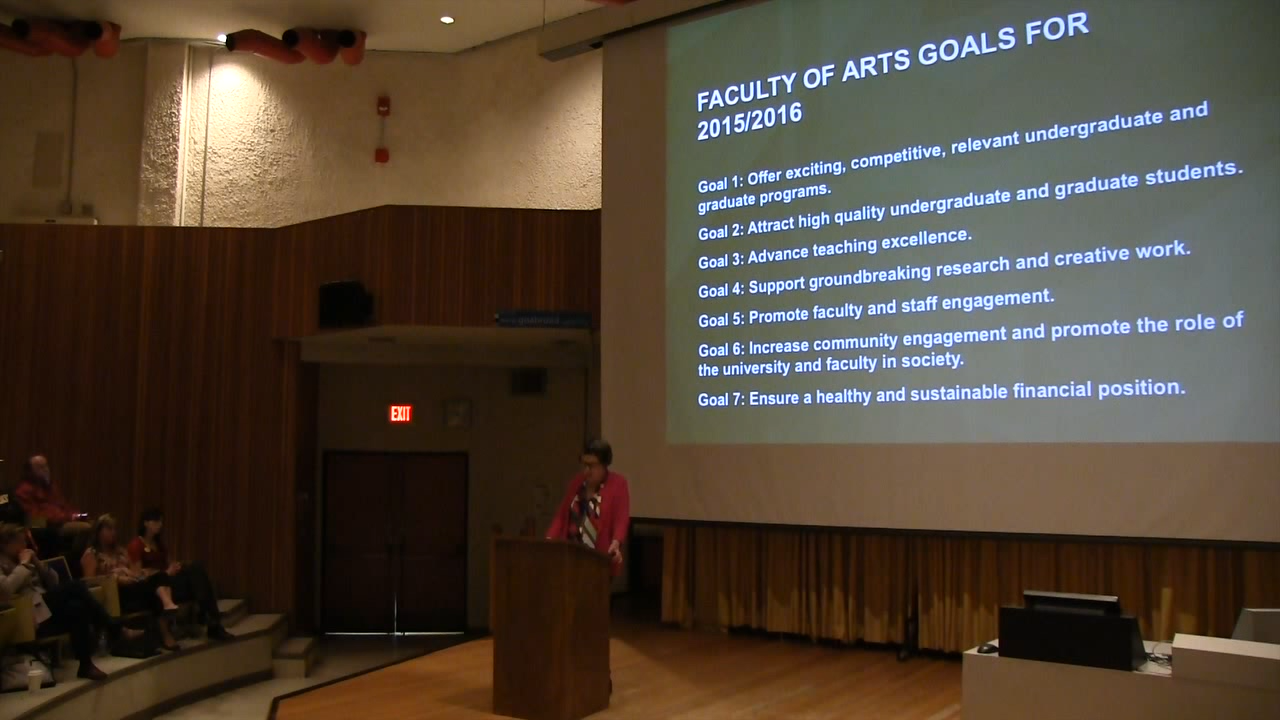 FACULTY OF ARTS GOALS FOR
2015/2016
Goal 1: Offer exciting, competitive, relevant undergraduate and
graduate programs.
Goal 2: Attract high quality undergraduate and graduate students.
Goal 3: Advance teaching excellence.
Goal 4: Support groundbreaking research and creative work.
Goal 5: Promote faculty and staff engagement.
Goal 6: Increase community engagement and promote the role of
the university and faculty in society.
Goal 7: Ensure a healthy and sustainable financial position.
EXIT